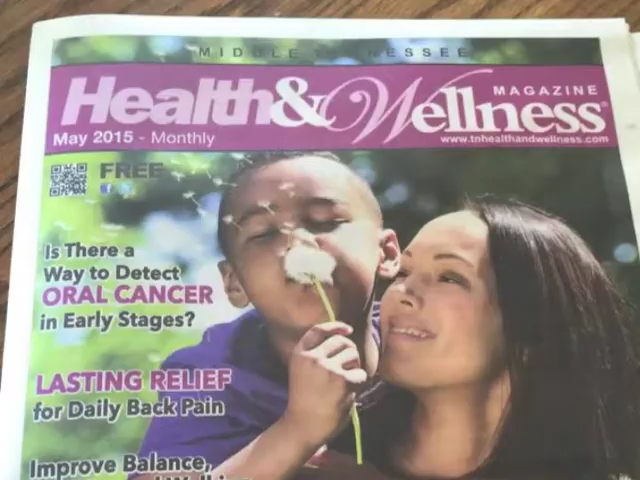 MIDDLE TENNESSEE
Health & Wellness
MAGAZINE
May 2015 - Monthly
www.tnhealthandwellness.com
FREE
Is There a
Way to Detect
ORAL CANCER
in Early Stages?
LASTING RELIEF
for Daily Back Pain
Improve Balance,